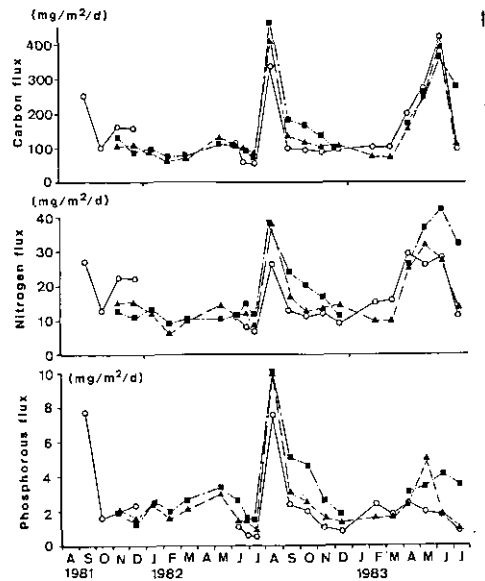 (mg/m²/d)
400
300
200
100
0
Carbon flux
(mg/m²/d)
40
30
20
10
0
Nitrogen flux
(mg/m²/d)
10
8
6
4
2
0
Phosphorous flux
A S O N D J F M A M J J A S O N D J F M A M J J
1981 1982 1983